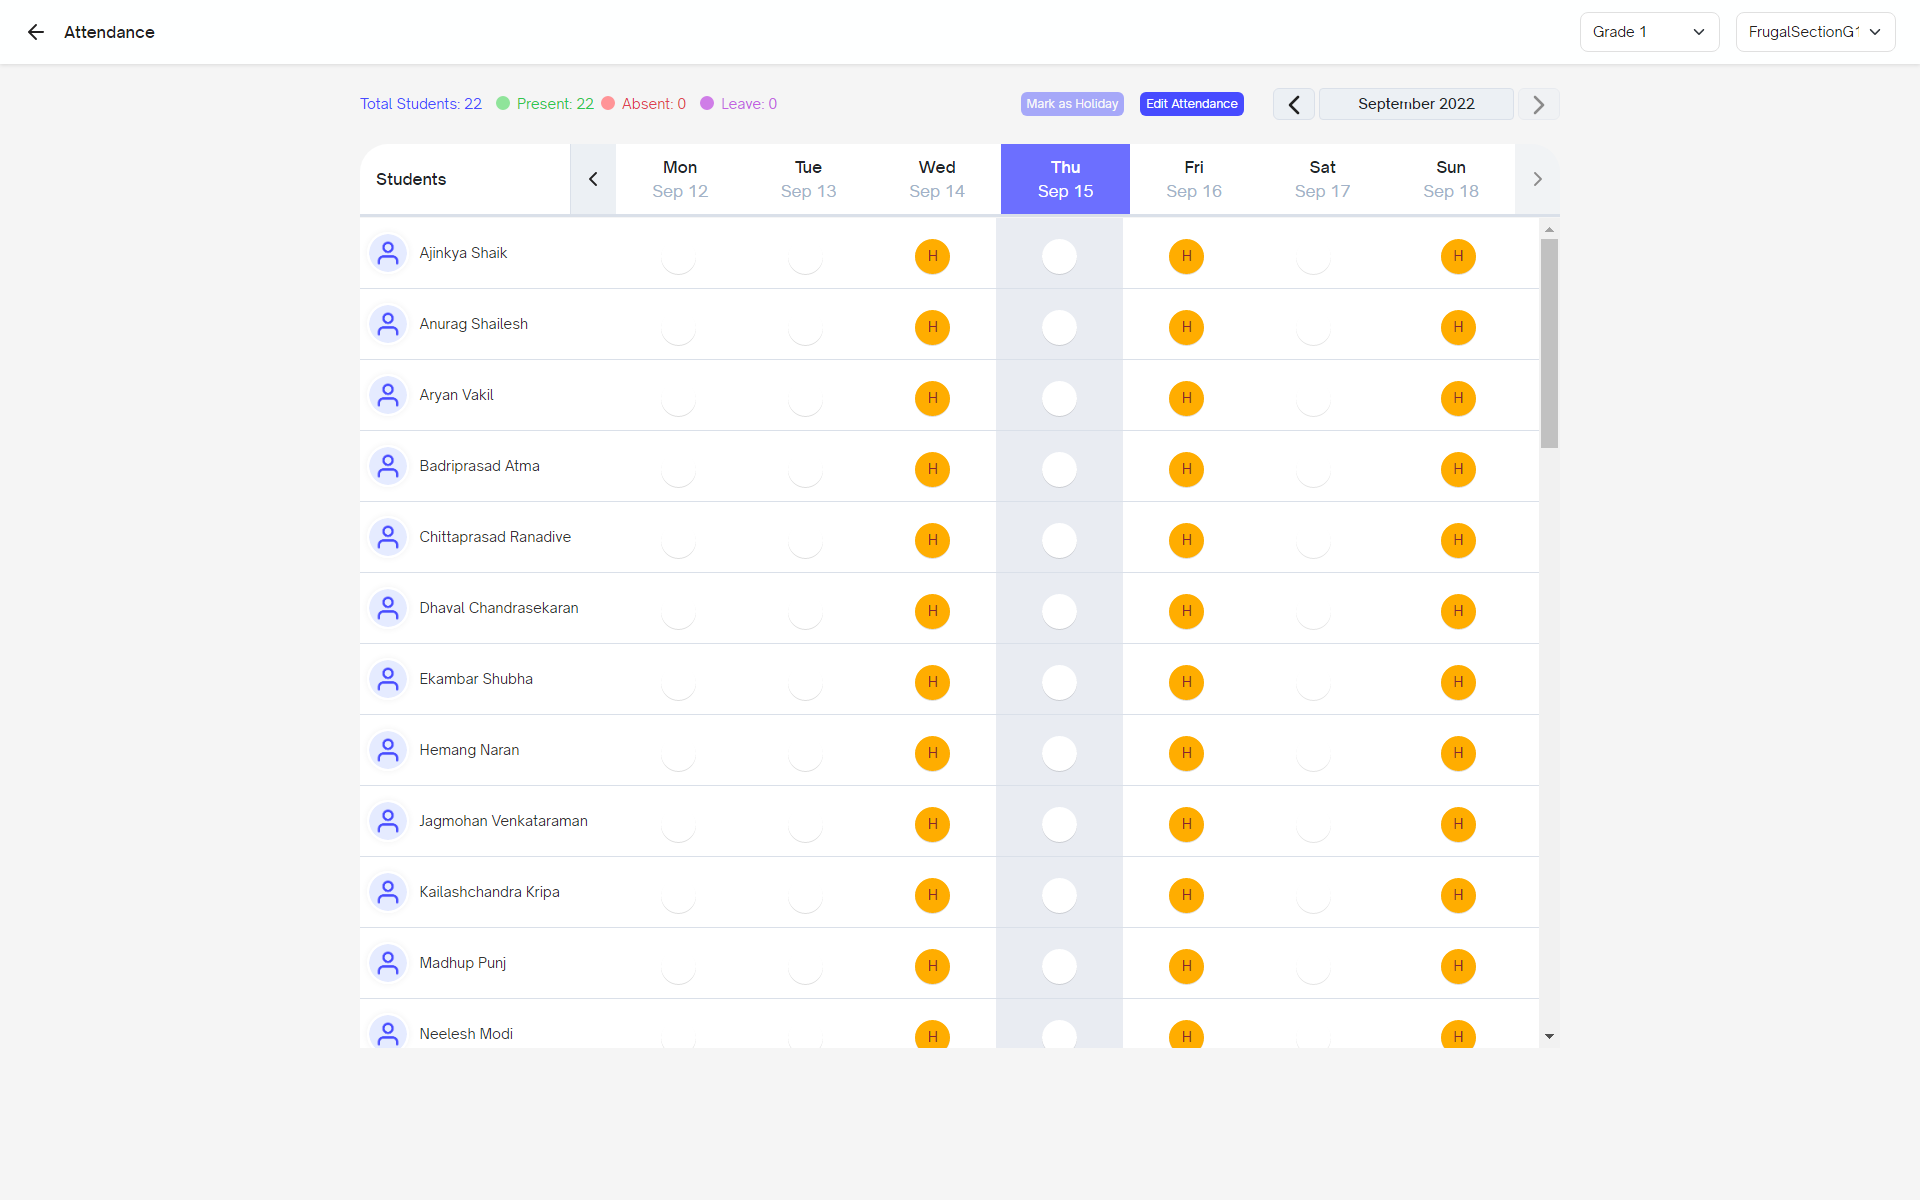 Attendance
Grade 1
FrugalSectionG1
Total Students: 22 Present: 22 Absent: 0 Leave: 0
Mark as Holiday
Edit Attendance
September 2022
Students
Mon Tue Wed Thu Fri Sat Sun
Sep 12 Sep 13 Sep 14 Sep 15 Sep 16 Sep 17 Sep 18
Ajinkya Shaik H H H
Anurag Shailesh H H H
Aryan Vakil H H H
Badriprasad Atma H H H
Chittaprasad Ranadive H H H
Dhaval Chandrasekaran H H H
Ekambar Shubha H H H
Hemang Naran H H H
Jagmohan Venkataraman H H H
Kailashchandra Kripa H H H
Madhup Punj H H H
Neelesh Modi H H H